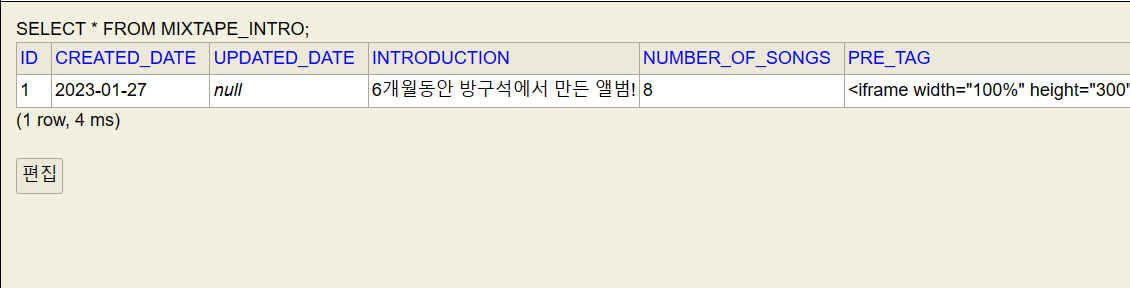 SELECT * FROM MIXTAPE_INTRO;
ID CREATED_DATE UPDATED_DATE INTRODUCTION NUMBER_OF_SONGS PRE_TAG
1 2023-01-27 null 6개월동안 방구석에서 만든 앨범! 8 <iframe width="100%" height="300"
(1 row, 4 ms)
편집